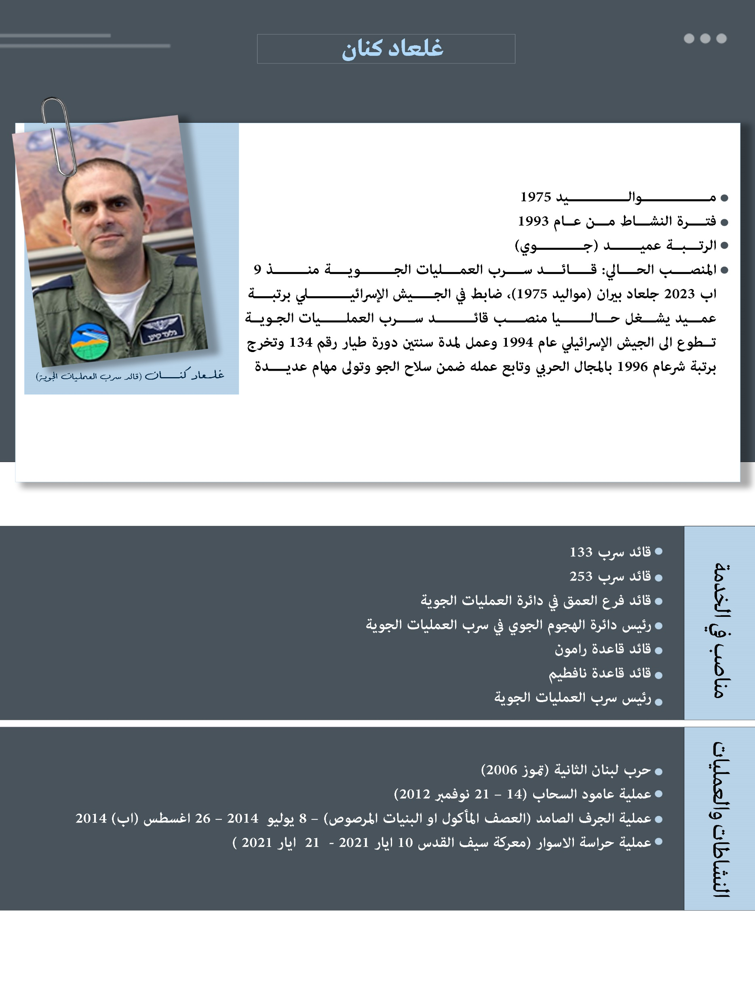 غلعاد كنان
مواليد 1975
فترة النشاط من عام 1993
الرتبة عميد (جوي)
المنصب الحالي: قائد سرب العمليات الجوية منذ 9
اب 2023 جلعاد بيران (مواليد 1975)، ضابط في الجيش الإسرائيلي برتبة
عميد يشغل حاليا منصب قائد سرب العمليات الجوية
تطوع الى الجيش الإسرائيلي عام 1994 وعمل لمدة سنتين دورة طيار رقم 134 وتخرج
برتبة شرعام 1996 بالمجال الحربي وتابع عمله ضمن سلاح الجو وتولى مهام عديدة
גלעד קינן
غلعاد كنان (قائد سرب العمليات الجوية)
مناصب في الخدمة
قائد سرب 133
قائد سرب 253
قائد فرع العمق في دائرة العمليات الجوية
رئيس دائرة الهجوم الجوي في سرب العمليات الجوية
قائد قاعدة رامون
قائد قاعدة نافطيم
رئيس سرب العمليات الجوية
النشاطات والعمليات
حرب لبنان الثانية (تموز 2006)
عملية عامود السحاب (14 – 21 نوفمبر 2012)
عملية الجرف الصامد (العصف المأكول او البنيات المرصوص) – 8 يوليو 2014 – 26 اغسطس (اب) 2014
عملية حراسة الاسوار (معركة سيف القدس 10 ايار 2021 - 21 ايار 2021 )